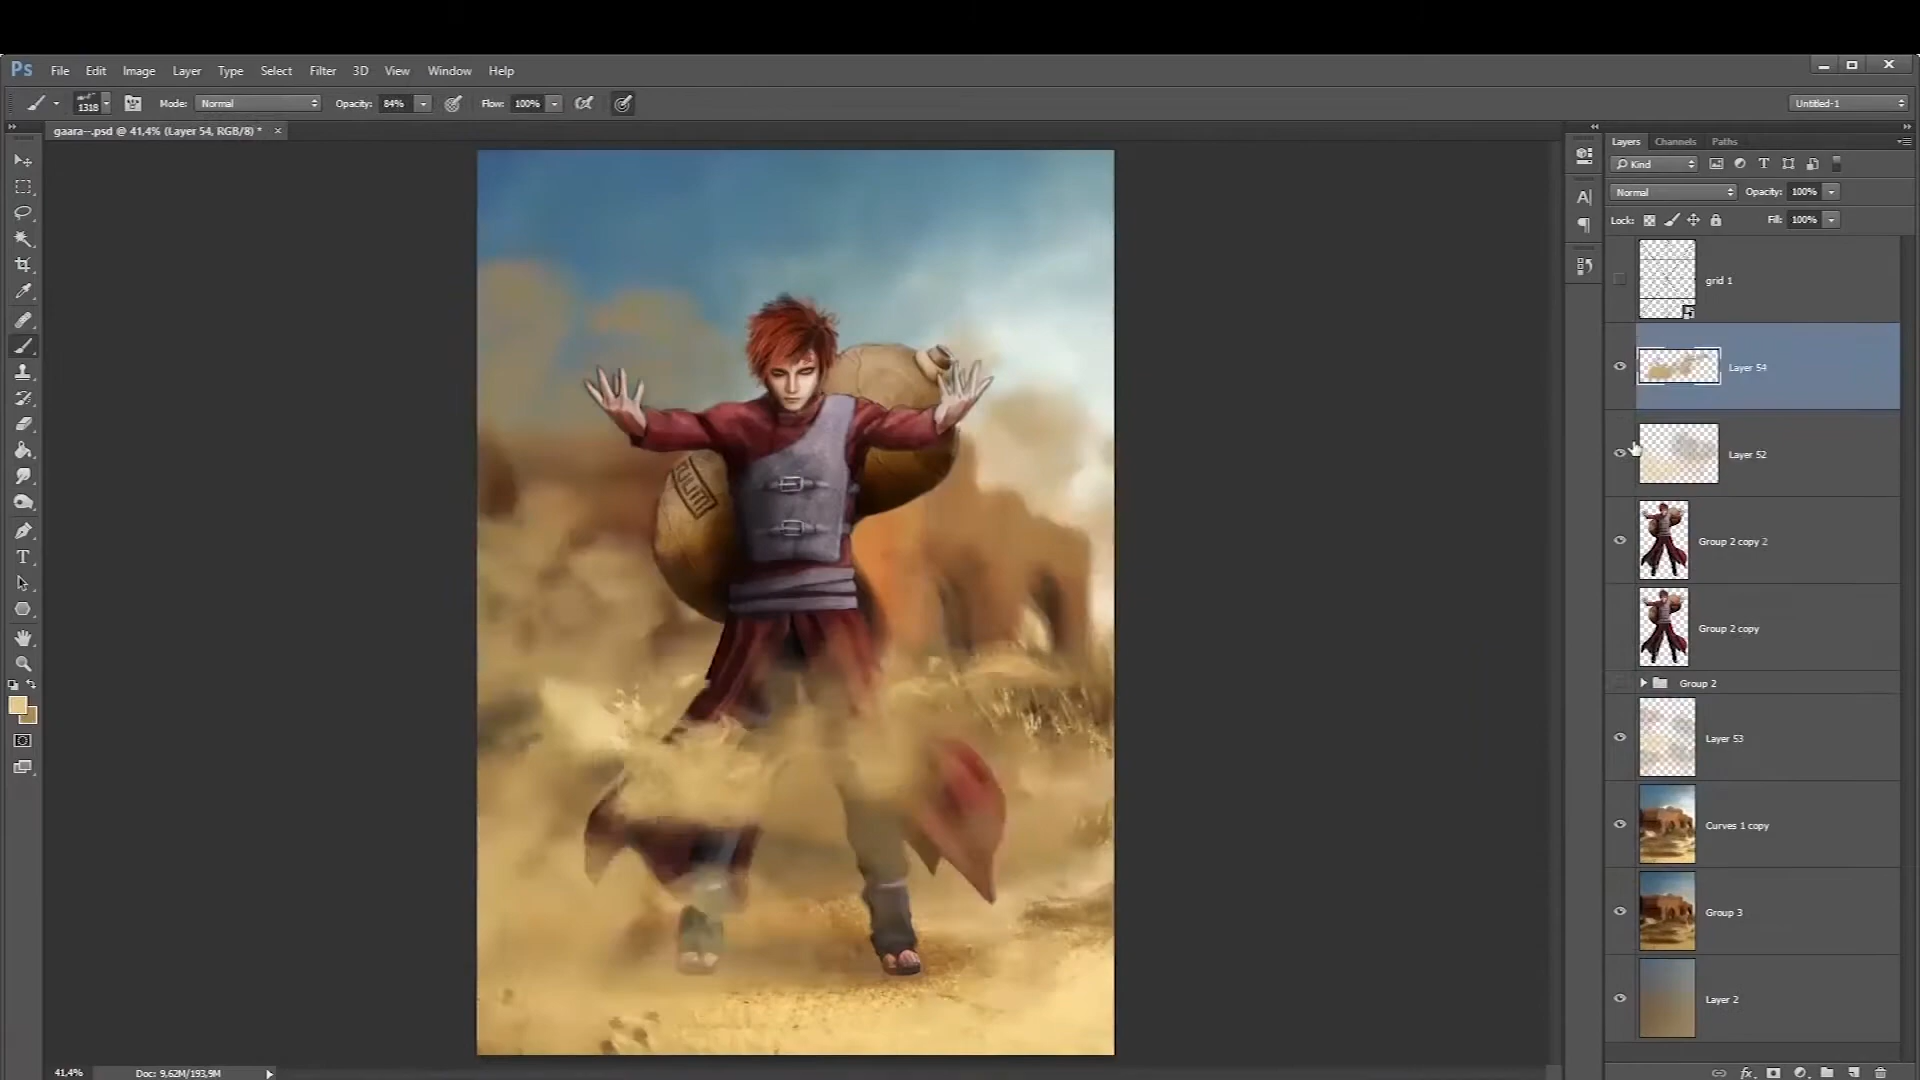 Ps File Edit Image Layer Type Select Filter 3D View Window Help
1318 Mode: Normal Opacity: 84% Flow: 100% Untitled-1
gaara--.psd @ 41,4% (Layer 54, RGB/8) * ×
Layers Channels Paths
Kind
Normal Opacity: 100%
Lock: Fill: 100%
grid 1
Layer 54
Layer 52
Group 2 copy 2
Group 2 copy
Group 2
Layer 53
Curves 1 copy
Group 3
Layer 2
41,4% Doc: 9,62M/193,9M